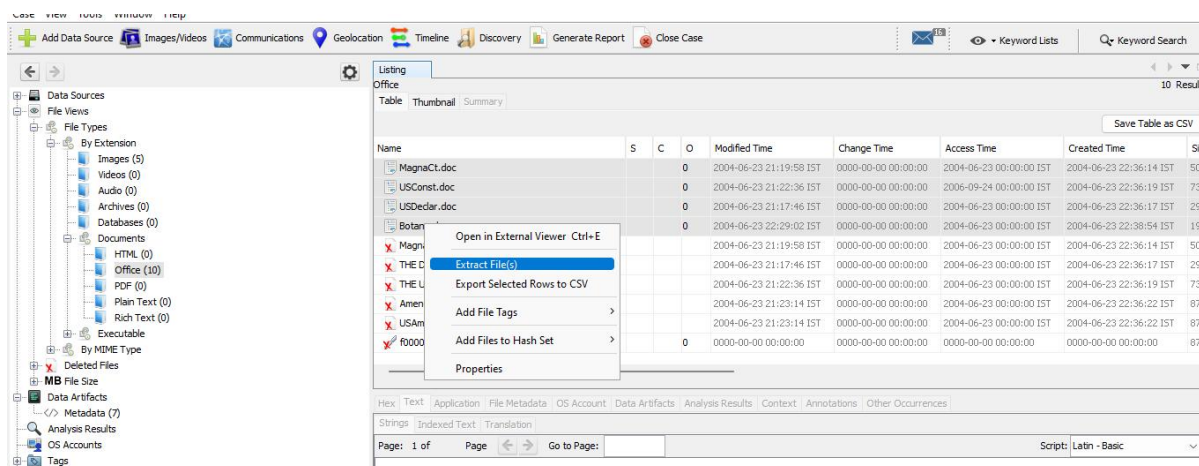 Case View Tools Window Help
Add Data Source Images/Videos Communications Geolocation Timeline Discovery Generate Report Close Case 15 Keyword Lists Keyword Search
Listing
Office
10 Resul
Table Thumbnail Summary
Save Table as CSV
Data Sources
File Views
File Types
By Extension
Images (5)
Videos (0)
Audio (0)
Archives (0)
Databases (0)
Documents
HTML (0)
Office (10)
PDF (0)
Plain Text (0)
Rich Text (0)
Executable
By MIME Type
Deleted Files
MB File Size
Data Artifacts
Metadata (7)
Analysis Results
OS Accounts
Tags
Name S C O Modified Time Change Time Access Time Created Time Si
MagnaCt.doc 0 2004-06-23 21:19:58 IST 0000-00-00 00:00:00 2004-06-23 00:00:00 IST 2004-06-23 22:36:14 IST 50
USConst.doc 0 2004-06-23 21:22:36 IST 0000-00-00 00:00:00 2006-09-24 00:00:00 IST 2004-06-23 22:36:19 IST 73
USDeclar.doc 0 2004-06-23 21:17:46 IST 0000-00-00 00:00:00 2004-06-23 00:00:00 IST 2004-06-23 22:36:17 IST 29
Botan 0 2004-06-23 22:29:02 IST 0000-00-00 00:00:00 2004-06-23 00:00:00 IST 2004-06-23 22:38:54 IST 19
Magn 2004-06-23 21:19:58 IST 0000-00-00 00:00:00 2004-06-23 00:00:00 IST 2004-06-23 22:36:14 IST 50
THE D 2004-06-23 21:17:46 IST 0000-00-00 00:00:00 2004-06-23 00:00:00 IST 2004-06-23 22:36:17 IST 29
THE U 2004-06-23 21:22:36 IST 0000-00-00 00:00:00 2004-06-23 00:00:00 IST 2004-06-23 22:36:19 IST 73
Amen 2004-06-23 21:23:14 IST 0000-00-00 00:00:00 2004-06-23 00:00:00 IST 2004-06-23 22:36:22 IST 87
USAm 2004-06-23 21:23:14 IST 0000-00-00 00:00:00 2004-06-23 00:00:00 IST 2004-06-23 22:36:22 IST 87
f0000 0 0000-00-00 00:00:00 0000-00-00 00:00:00 0000-00-00 00:00:00 0000-00-00 00:00:00 87
Open in External Viewer Ctrl+E
Extract File(s)
Export Selected Rows to CSV
Add File Tags
Add Files to Hash Set
Properties
Hex Text Application File Metadata OS Account Data Artifacts Analysis Results Context Annotations Other Occurrences
Strings Indexed Text Translation
Page: 1 of Page Go to Page: Script: Latin - Basic